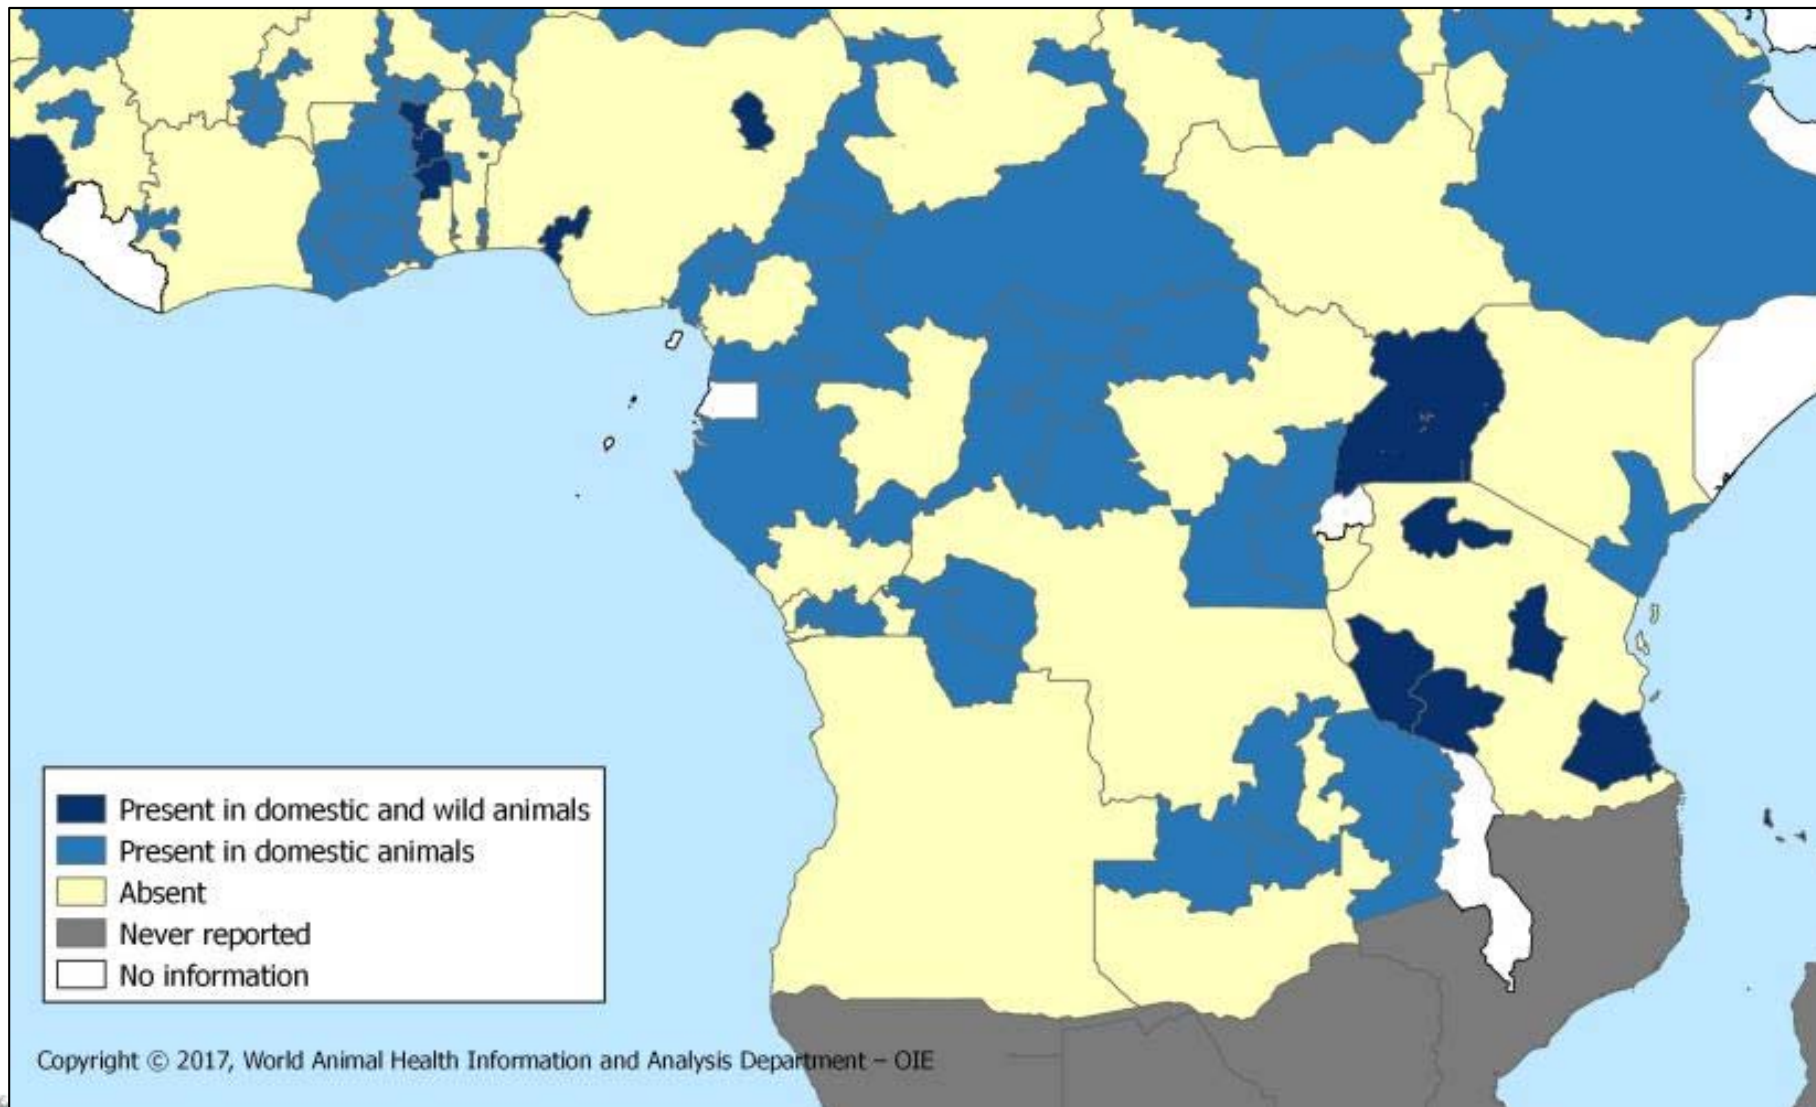 Present in domestic and wild animals
Present in domestic animals
Absent
Never reported
No information
Copyright © 2017, World Animal Health Information and Analysis Department – OIE